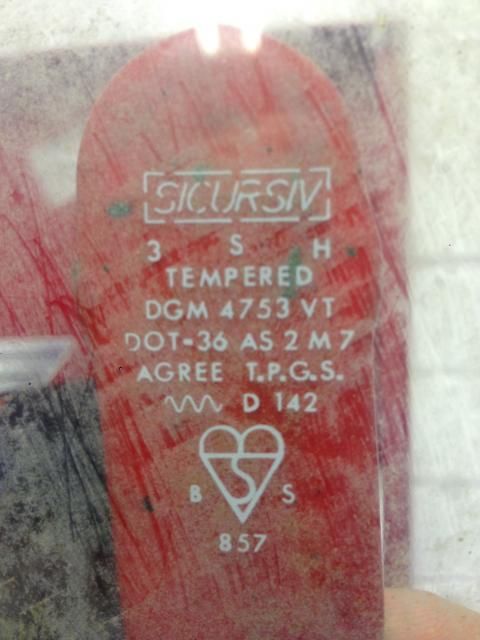 SICURSIV
3 S H
TEMPERED
DGM 4753 VT
DOT-36 AS 2 M 7
AGREE T.P.G.S.
D 142
B S
857